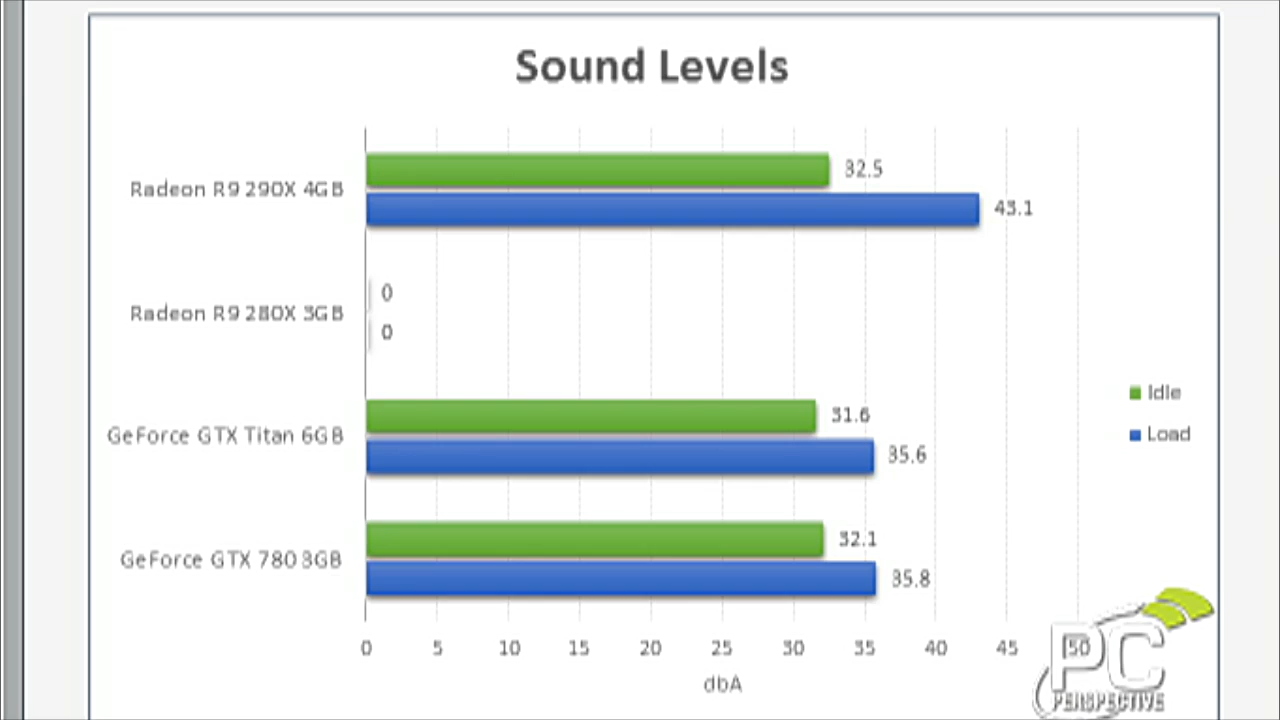 Sound Levels
Radeon R9 290X 4GB
32.5
43.1
Radeon R9 280X 3GB
0
0
GeForce GTX Titan 6GB
31.6
35.6
GeForce GTX 780 3GB
32.1
35.8
Idle
Load
0 5 10 15 20 25 30 35 40 45 50
dbA
PC
PERSPECTIVE